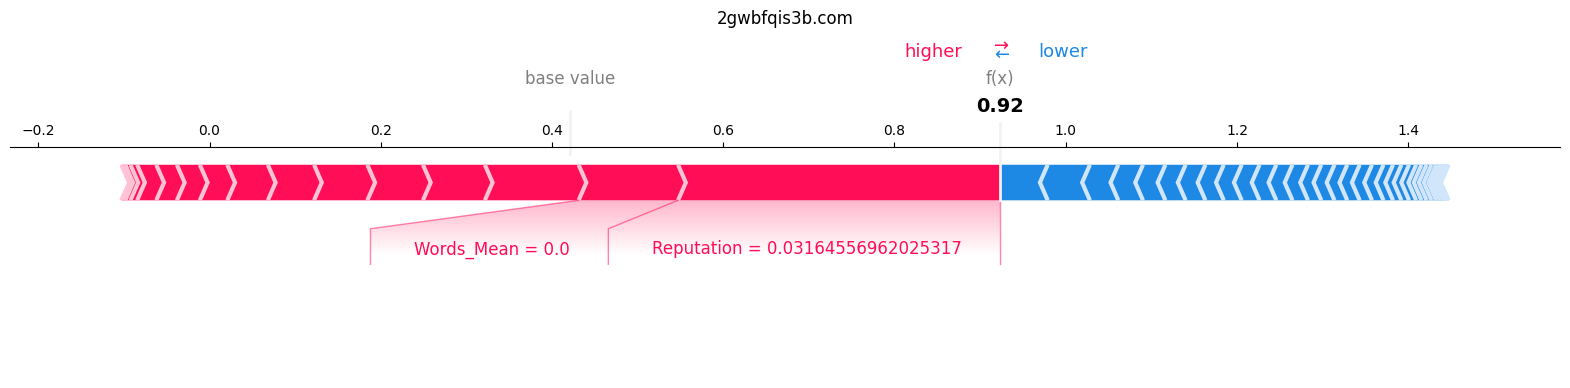 2gwbfqis3b.com
higher ⇄ lower
base value f(x)
0.92
−0.2 0.0 0.2 0.4 0.6 0.8 1.0 1.2 1.4
Words_Mean = 0.0 Reputation = 0.03164556962025317